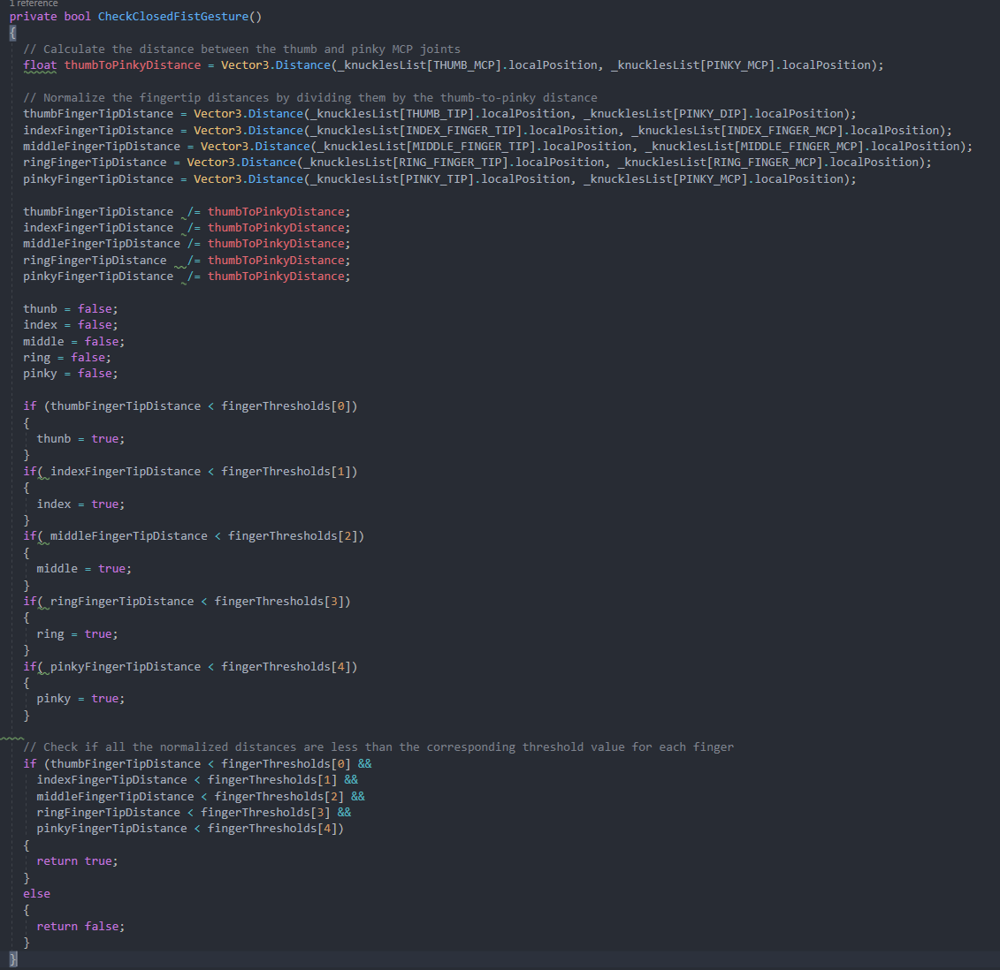 1 reference
private bool CheckClosedFistGesture()
{
// Calculate the distance between the thumb and pinky MCP joints
float thumbToPinkyDistance = Vector3.Distance(_knucklesList[THUMB_MCP].localPosition, _knucklesList[PINKY_MCP].localPosition);
// Normalize the fingertip distances by dividing them by the thumb-to-pinky distance
thumbFingerTipDistance = Vector3.Distance(_knucklesList[THUMB_TIP].localPosition, _knucklesList[PINKY_DIP].localPosition);
indexFingerTipDistance = Vector3.Distance(_knucklesList[INDEX_FINGER_TIP].localPosition, _knucklesList[INDEX_FINGER_MCP].localPosition);
middleFingerTipDistance = Vector3.Distance(_knucklesList[MIDDLE_FINGER_TIP].localPosition, _knucklesList[MIDDLE_FINGER_MCP].localPosition);
ringFingerTipDistance = Vector3.Distance(_knucklesList[RING_FINGER_TIP].localPosition, _knucklesList[RING_FINGER_MCP].localPosition);
pinkyFingerTipDistance = Vector3.Distance(_knucklesList[PINKY_TIP].localPosition, _knucklesList[PINKY_MCP].localPosition);
thumbFingerTipDistance  /= thumbToPinkyDistance;
indexFingerTipDistance  /= thumbToPinkyDistance;
middleFingerTipDistance /= thumbToPinkyDistance;
ringFingerTipDistance   /= thumbToPinkyDistance;
pinkyFingerTipDistance  /= thumbToPinkyDistance;
thunb = false;
index = false;
middle = false;
ring = false;
pinky = false;
if (thumbFingerTipDistance < fingerThresholds[0])
{
thunb = true;
}
if( indexFingerTipDistance < fingerThresholds[1])
{
index = true;
}
if( middleFingerTipDistance < fingerThresholds[2])
{
middle = true;
}
if( ringFingerTipDistance < fingerThresholds[3])
{
ring = true;
}
if( pinkyFingerTipDistance < fingerThresholds[4])
{
pinky = true;
}
// Check if all the normalized distances are less than the corresponding threshold value for each finger
if (thumbFingerTipDistance < fingerThresholds[0] &&
indexFingerTipDistance < fingerThresholds[1] &&
middleFingerTipDistance < fingerThresholds[2] &&
ringFingerTipDistance < fingerThresholds[3] &&
pinkyFingerTipDistance < fingerThresholds[4])
{
return true;
}
else
{
return false;
}
}